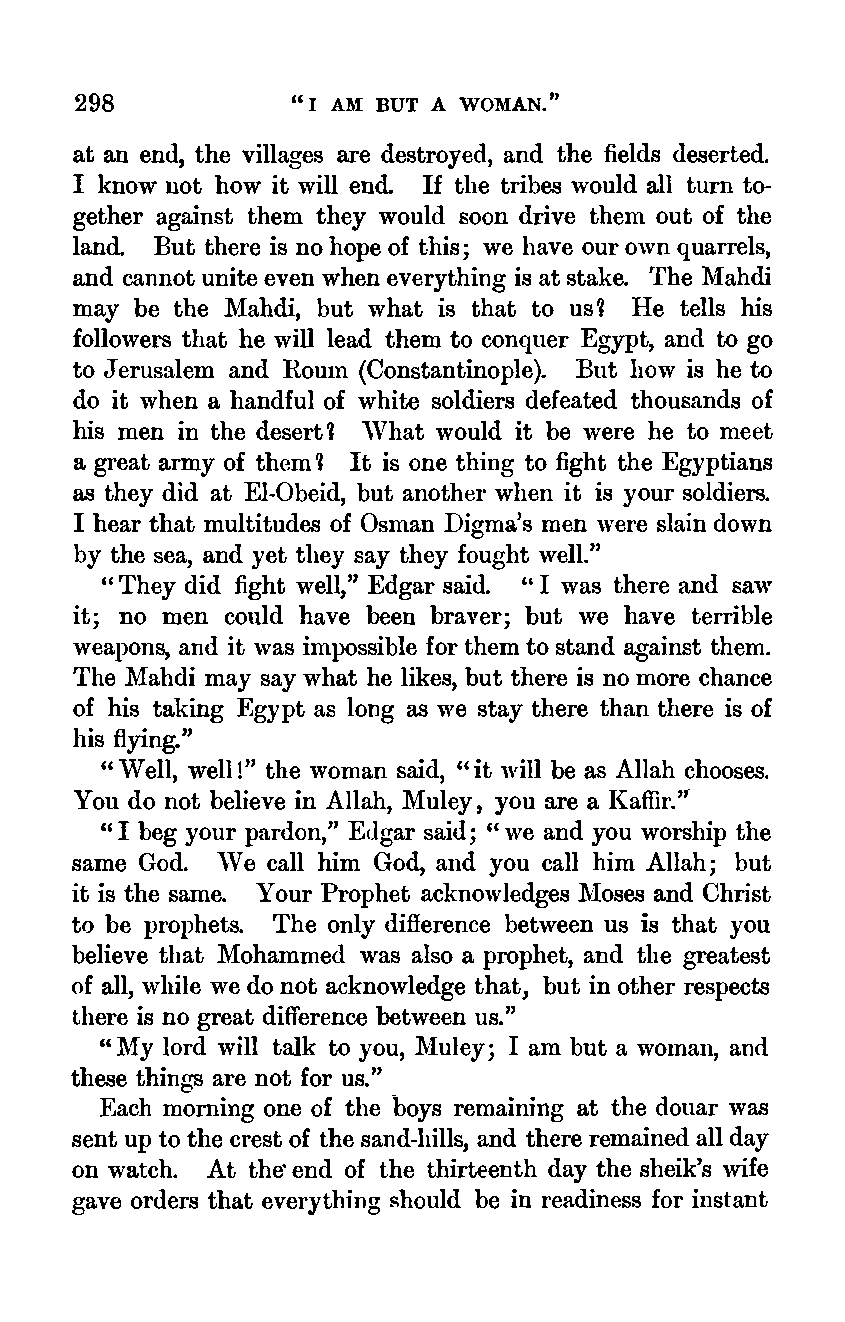 298 "I AM BUT A WOMAN."
at an end, the villages are destroyed, and the fields deserted.
I know not how it will end. If the tribes would all turn to-
gether against them they would soon drive them out of the
land. But there is no hope of this; we have our own quarrels,
and cannot unite even when everything is at stake. The Mahdi
may be the Mahdi, but what is that to us? He tells his
followers that he will lead them to conquer Egypt, and to go
to Jerusalem and Roum (Constantinople). But how is he to
do it when a handful of white soldiers defeated thousands of
his men in the desert? What would it be were he to meet
a great army of them? It is one thing to fight the Egyptians
as they did at El-Obeid, but another when it is your soldiers.
I hear that multitudes of Osman Digma's men were slain down
by the sea, and yet they say they fought well."
"They did fight well," Edgar said. "I was there and saw
it; no men could have been braver; but we have terrible
weapons, and it was impossible for them to stand against them.
The Mahdi may say what he likes, but there is no more chance
of his taking Egypt as long as we stay there than there is of
his flying."
"Well, well!" the woman said, "it will be as Allah chooses.
You do not believe in Allah, Muley, you are a Kaffir."
"I beg your pardon," Edgar said; "we and you worship the
same God. We call him God, and you call him Allah; but
it is the same. Your Prophet acknowledges Moses and Christ
to be prophets. The only difference between us is that you
believe that Mohammed was also a prophet, and the greatest
of all, while we do not acknowledge that, but in other respects
there is no great difference between us."
"My lord will talk to you, Muley; I am but a woman, and
these things are not for us."
Each morning one of the boys remaining at the douar was
sent up to the crest of the sand-hills, and there remained all day
on watch. At the end of the thirteenth day the sheik's wife
gave orders that everything should be in readiness for instant